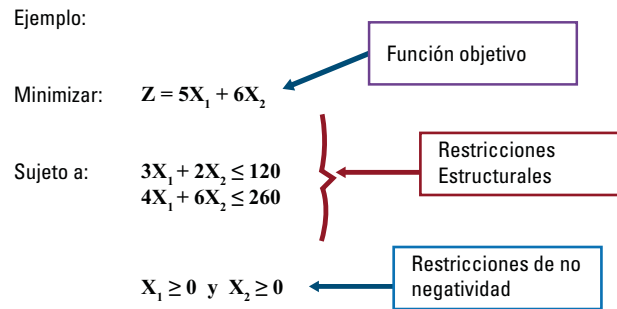 Ejemplo:
Función objetivo
Minimizar: Z = 5X₁ + 6X₂
Sujeto a: 3X₁ + 2X₂ ≤ 120
4X₁ + 6X₂ ≤ 260
Restricciones
Estructurales
X₁ ≥ 0 y X₂ ≥ 0
Restricciones de no
negatividad